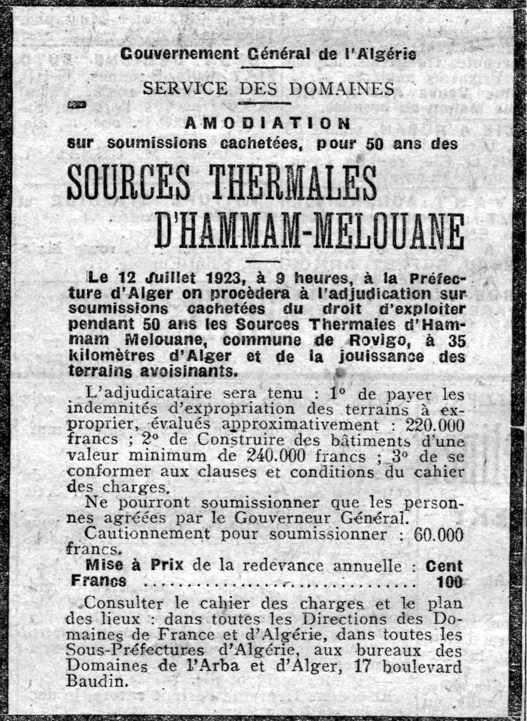 Gouvernement Général de l'Algérie
SERVICE DES DOMAINES
AMODIATION
sur soumissions cachetées, pour 50 ans des
SOURCES THERMALES
D'HAMMAM-MELOUANE
Le 12 Juillet 1923, à 9 heures, à la Préfec-
ture d'Alger on procèdera à l'adjudication sur
soumissions cachetées du droit d'exploiter
pendant 50 ans les Sources Thermales d'Ham-
mam Melouane, commune de Rovigo, à 35
kilomètres d'Alger et de la jouissance des
terrains avoisinants.
L'adjudicataire sera tenu : 1° de payer les
indemnités d'expropriation des terrains à ex-
proprier, évalués approximativement : 220.000
francs ; 2° de Construire des bâtiments d'une
valeur minimum de 240.000 francs ; 3° de se
conformer aux clauses et conditions du cahier
des charges.
Ne pourront soumissionner que les person-
nes agréées par le Gouverneur Général.
Cautionnement pour soumissionner : 60.000
francs.
Mise à Prix de la redevance annuelle : Cent
Francs ................................ 100
Consulter le cahier des charges et le plan
des lieux : dans toutes les Directions des Do-
maines de France et d'Algérie, dans toutes les
Sous-Préfectures d'Algérie, aux bureaux des
Domaines de l'Arba et d'Alger, 17 boulevard
Baudin.